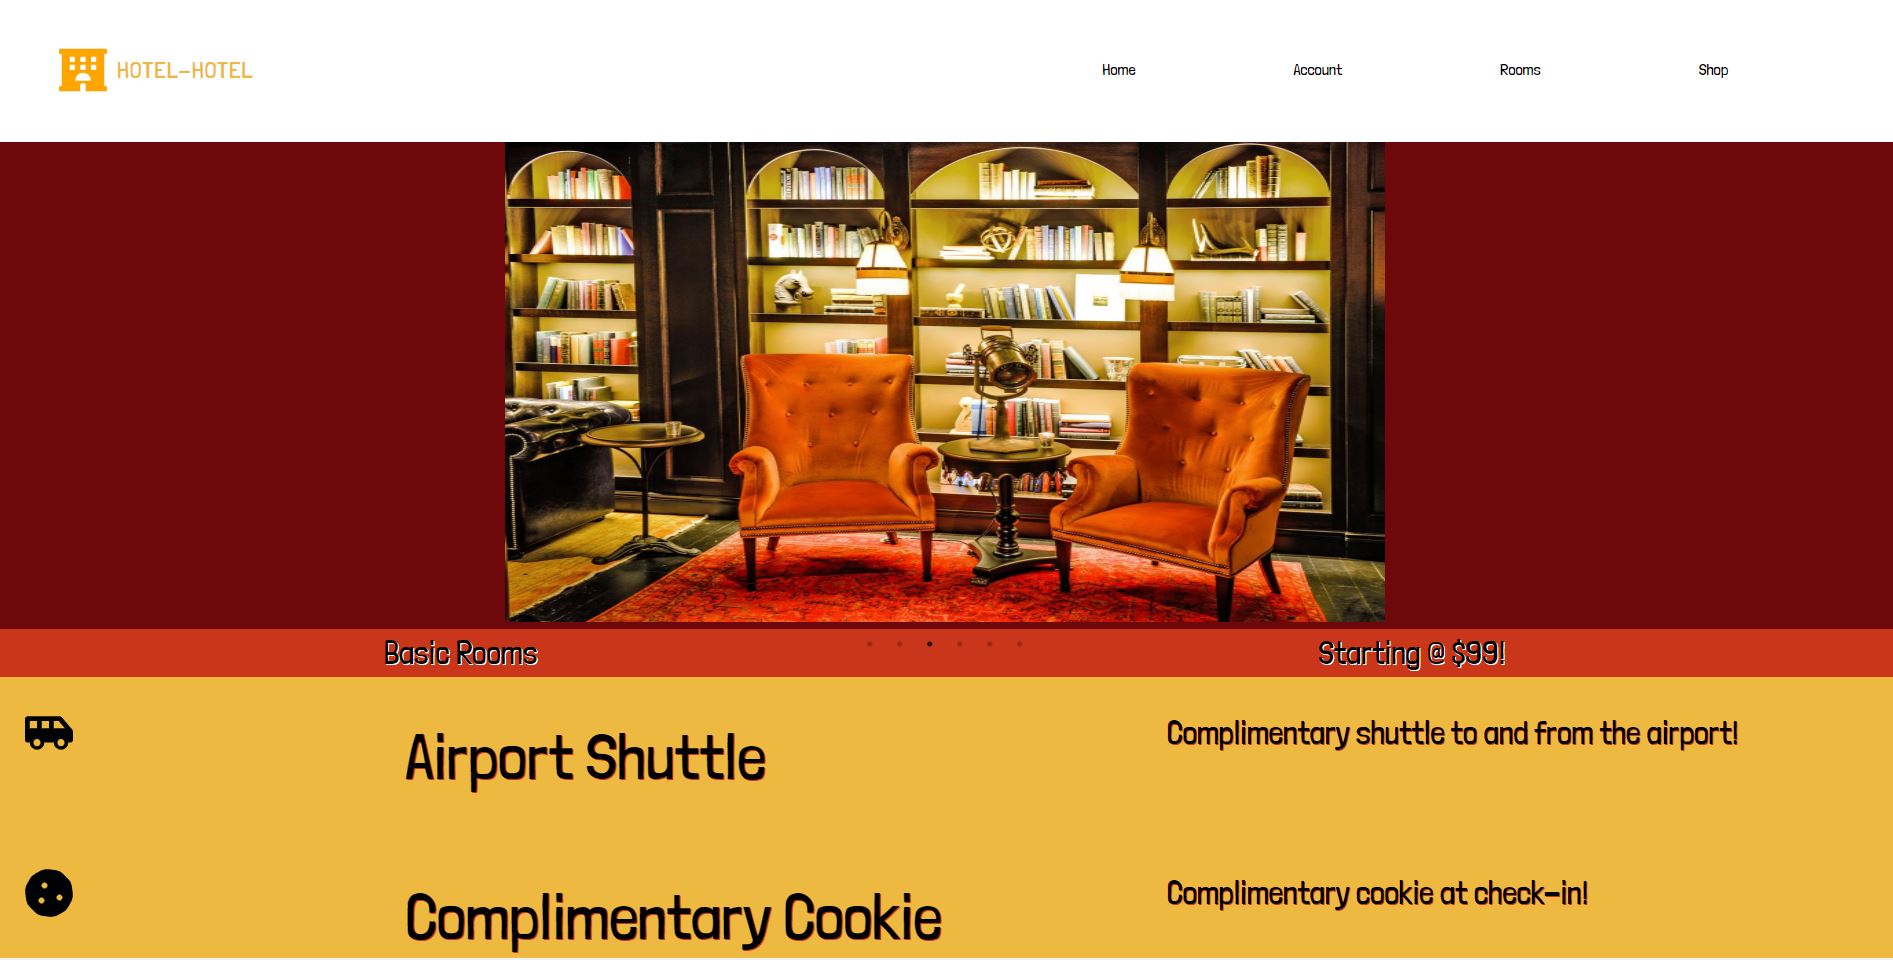 HOTEL-HOTEL
Home Account Rooms Shop
Basic Rooms Starting @ $99!
Airport Shuttle
Complimentary shuttle to and from the airport!
Complimentary Cookie
Complimentary cookie at check-in!